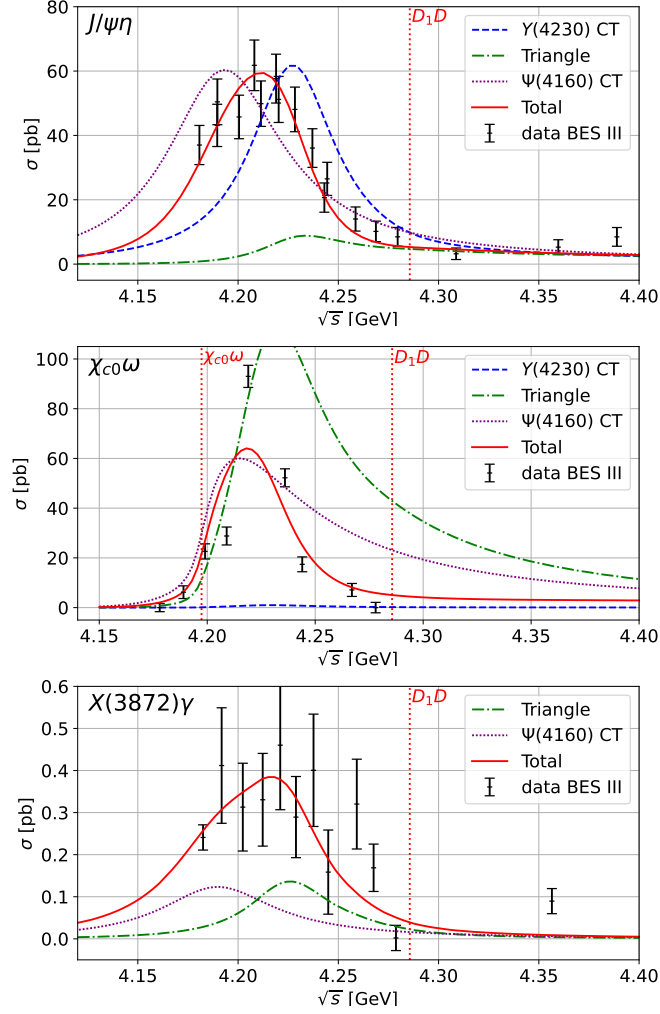 J/ψη
D₁D
Y(4230) CT
Triangle
Ψ(4160) CT
Total
data BES III
80
60
40
20
0
σ [pb]
4.15 4.20 4.25 4.30 4.35 4.40
√s [GeV]
χc0ω
χc0ω
D₁D
Y(4230) CT
Triangle
Ψ(4160) CT
Total
data BES III
100
80
60
40
20
0
σ [pb]
4.15 4.20 4.25 4.30 4.35 4.40
√s [GeV]
X(3872)γ
D₁D
Triangle
Ψ(4160) CT
Total
data BES III
0.6
0.5
0.4
0.3
0.2
0.1
0.0
σ [pb]
4.15 4.20 4.25 4.30 4.35 4.40
√s [GeV]